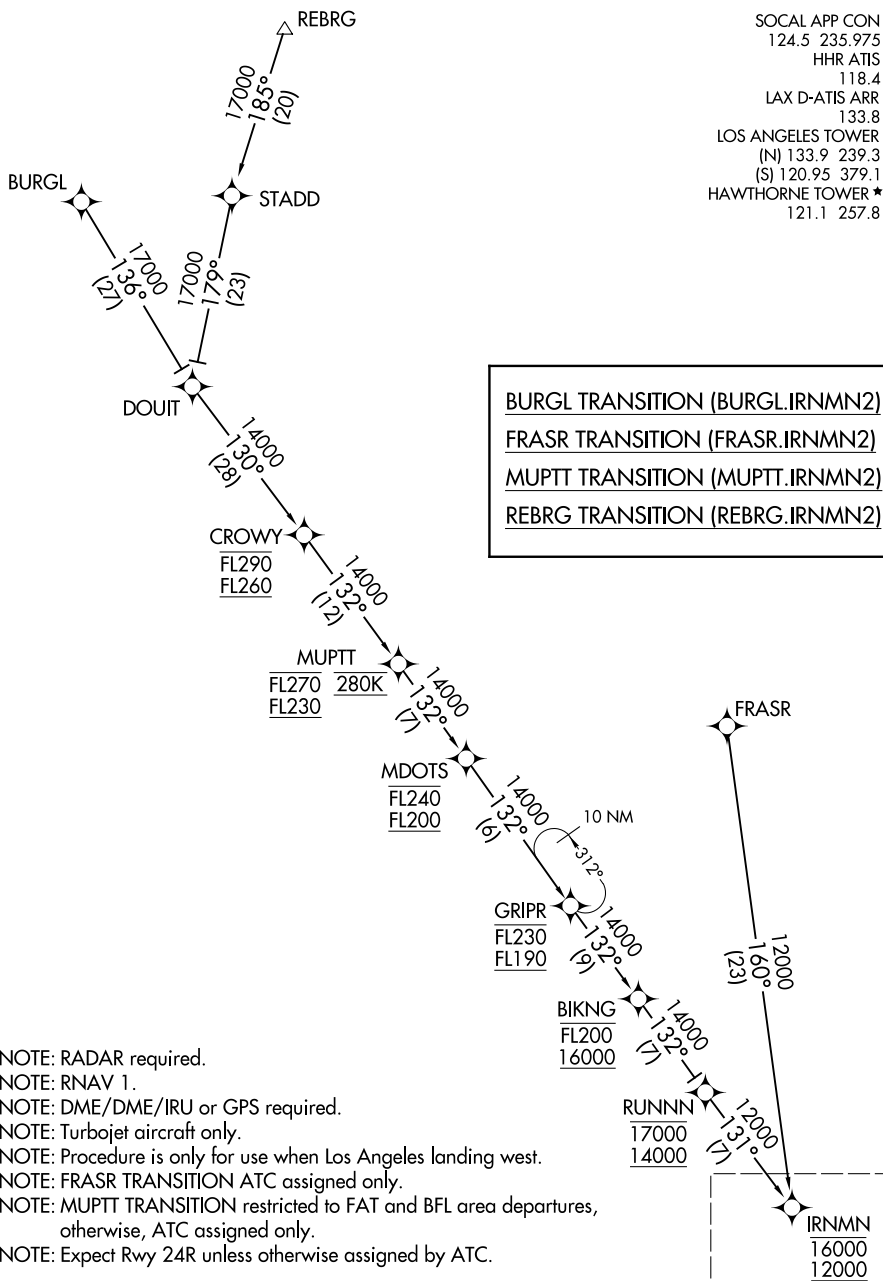 REBRG
SOCAL APP CON
124.5 235.975
HHR ATIS
118.4
LAX D-ATIS ARR
133.8
LOS ANGELES TOWER
(N) 133.9 239.3
(S) 120.95 379.1
HAWTHORNE TOWER ★
121.1 257.8
17000
185°
(20)
BURGL
STADD
17000
136°
(27)
17000
179°
(23)
DOUIT
BURGL TRANSITION (BURGL.IRNMN2)
FRASR TRANSITION (FRASR.IRNMN2)
MUPTT TRANSITION (MUPTT.IRNMN2)
REBRG TRANSITION (REBRG.IRNMN2)
14000
130°
(28)
CROWY
FL290
FL260
14000
132°
(12)
MUPTT
FL270 280K
FL230
14000
132°
(7)
FRASR
MDOTS
FL240
FL200
14000
132°
(6)
10 NM
312°
GRIPR
FL230
FL190
14000
132°
(9)
12000
160°
(23)
BIKNG
FL200
16000
14000
132°
(7)
RUNNN
17000
14000
12000
131°
(7)
IRNMN
16000
12000
NOTE: RADAR required.
NOTE: RNAV 1.
NOTE: DME/DME/IRU or GPS required.
NOTE: Turbojet aircraft only.
NOTE: Procedure is only for use when Los Angeles landing west.
NOTE: FRASR TRANSITION ATC assigned only.
NOTE: MUPTT TRANSITION restricted to FAT and BFL area departures,
otherwise, ATC assigned only.
NOTE: Expect Rwy 24R unless otherwise assigned by ATC.